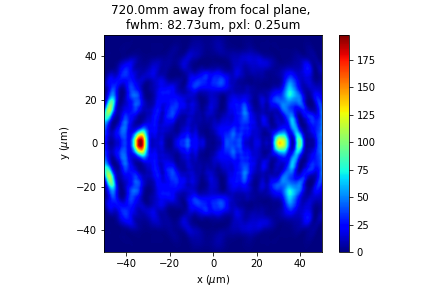 720.0mm away from focal plane,
fwhm: 82.73um, pxl: 0.25um
40
20
0
−20
−40
y (μm)
−40 −20 0 20 40
x (μm)
175
150
125
100
75
50
25
0